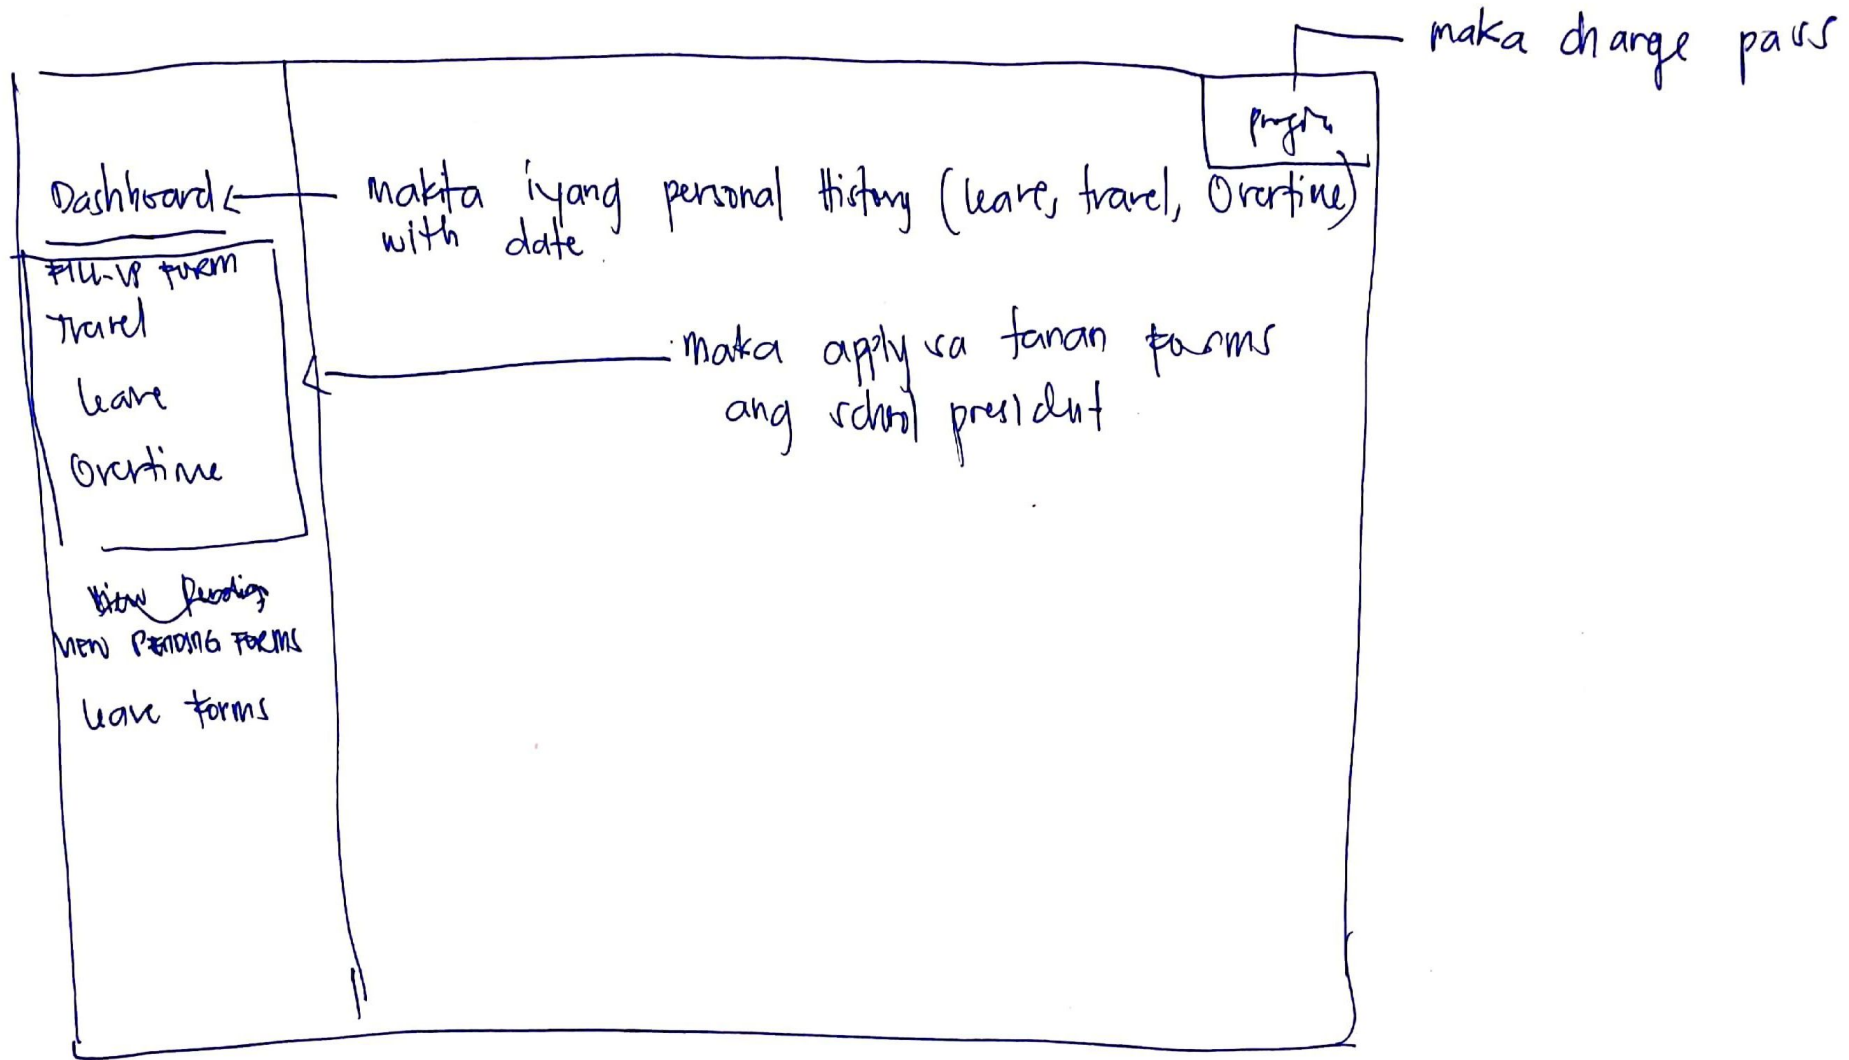 maka change pass
Dashboard
makita iyang personal History (leave, travel, Overtime)
with date
FILL-UP FORM
Travel
leave
Overtime
maka apply sa tanan forms
ang school president
View Pending
VIEW PENDING FORMS
leave forms